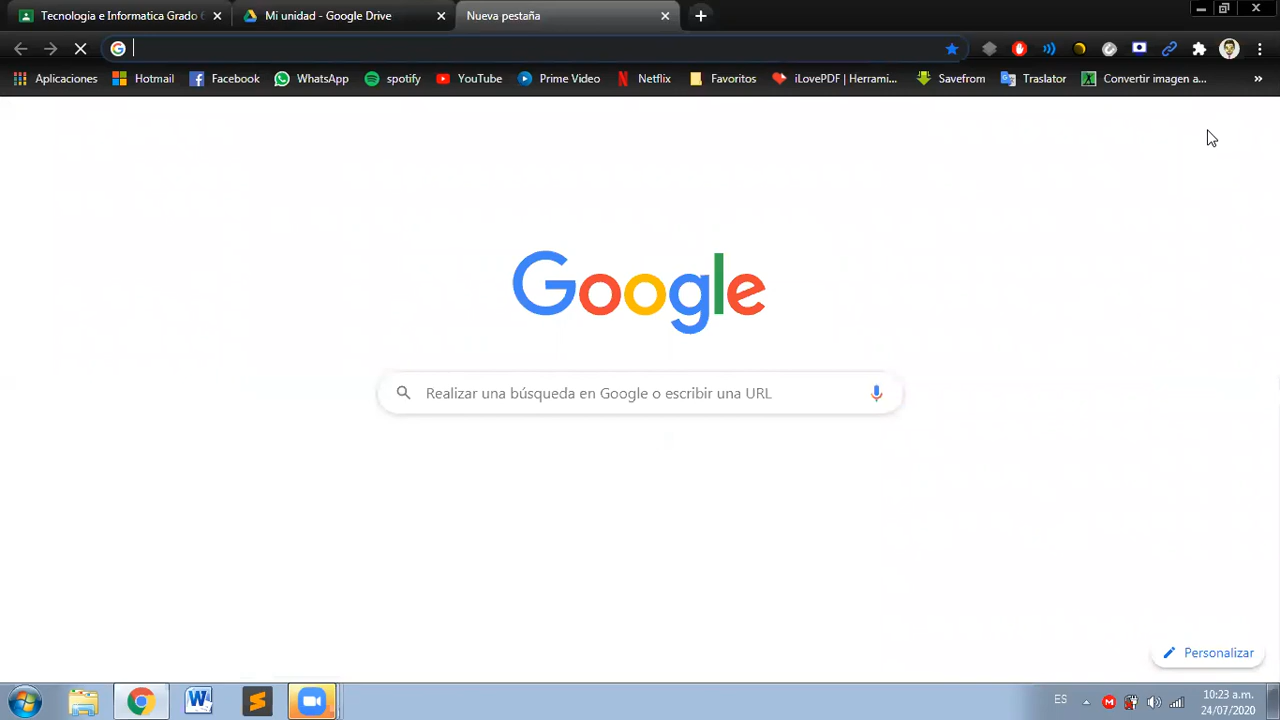 Tecnologia e Informatica Grado 6
Mi unidad - Google Drive
Nueva pestaña
Aplicaciones
Hotmail
Facebook
WhatsApp
spotify
YouTube
Prime Video
Netflix
Favoritos
iLovePDF | Herrami...
Savefrom
Traslator
Convertir imagen a...
Google
Realizar una búsqueda en Google o escribir una URL
Personalizar
ES
10:23 a.m.
24/07/2020